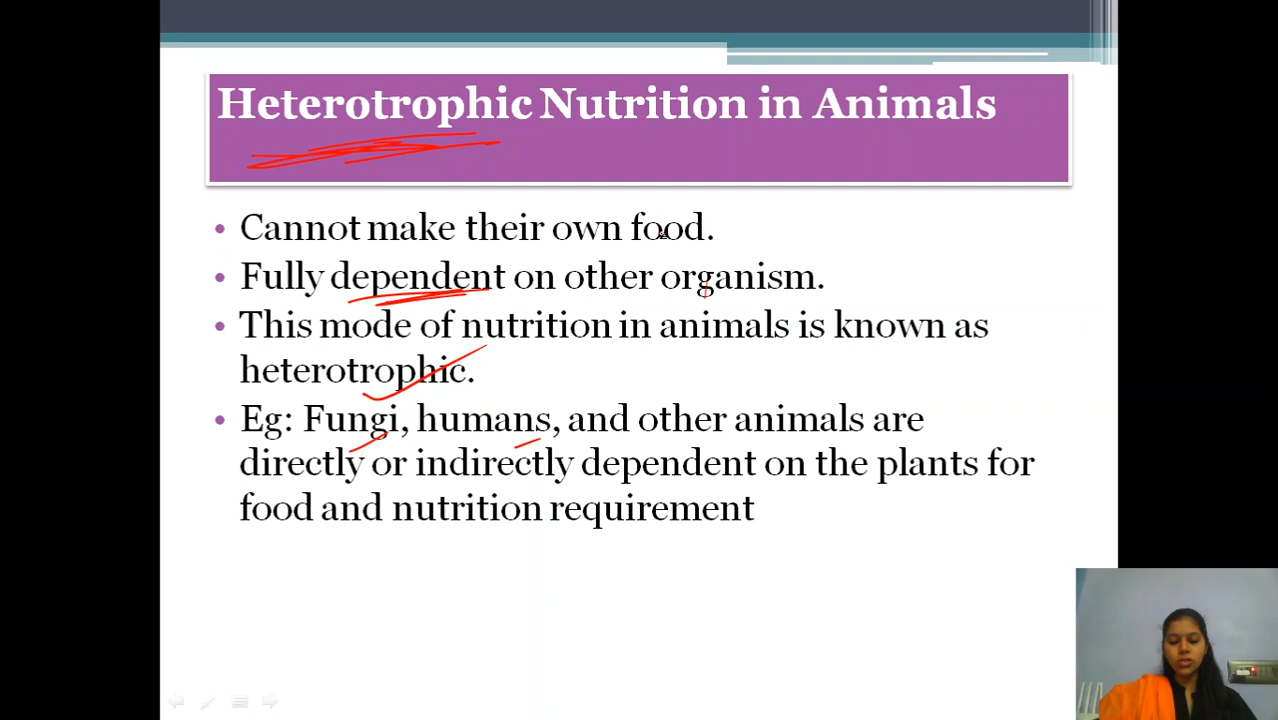 Heterotrophic Nutrition in Animals
• Cannot make their own food.
• Fully dependent on other organism.
• This mode of nutrition in animals is known as
heterotrophic.
• Eg: Fungi, humans, and other animals are
directly or indirectly dependent on the plants for
food and nutrition requirement